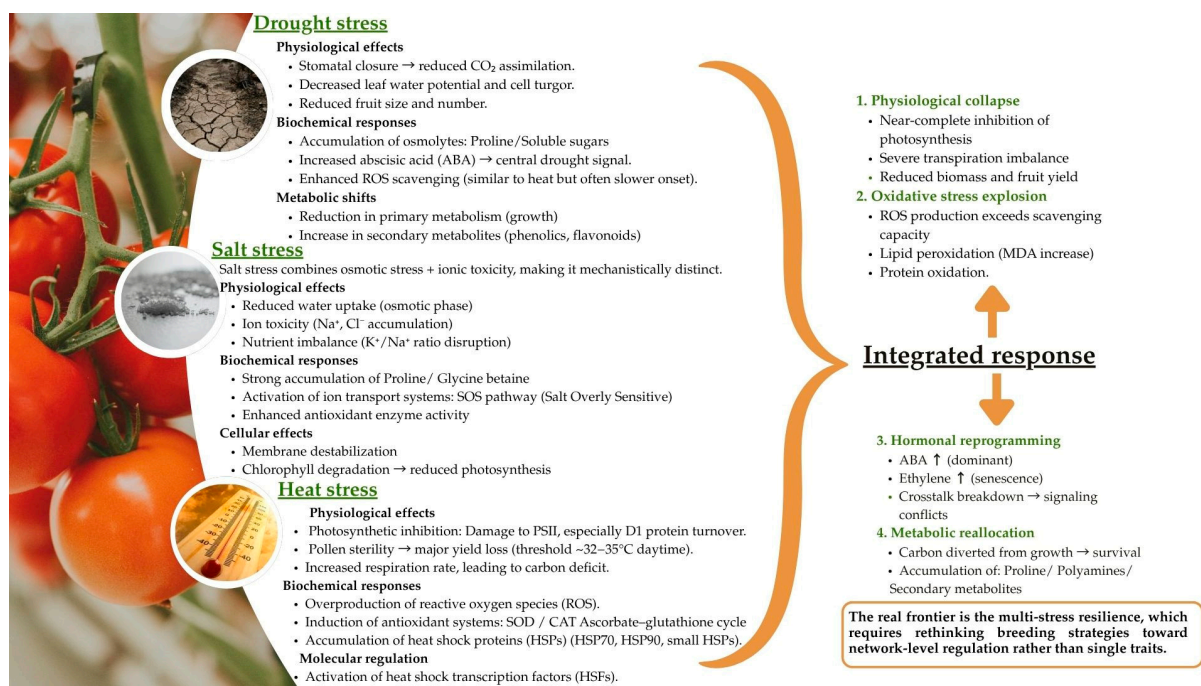 Drought stress
Physiological effects
• Stomatal closure → reduced CO₂ assimilation.
• Decreased leaf water potential and cell turgor.
• Reduced fruit size and number.
Biochemical responses
• Accumulation of osmolytes: Proline/Soluble sugars
• Increased abscisic acid (ABA) → central drought signal.
• Enhanced ROS scavenging (similar to heat but often slower onset).
Metabolic shifts
• Reduction in primary metabolism (growth)
• Increase in secondary metabolites (phenolics, flavonoids)
Salt stress
Salt stress combines osmotic stress + ionic toxicity, making it mechanistically distinct.
Physiological effects
• Reduced water uptake (osmotic phase)
• Ion toxicity (Na⁺, Cl⁻ accumulation)
• Nutrient imbalance (K⁺/Na⁺ ratio disruption)
Biochemical responses
• Strong accumulation of Proline/ Glycine betaine
• Activation of ion transport systems: SOS pathway (Salt Overly Sensitive)
• Enhanced antioxidant enzyme activity
Cellular effects
• Membrane destabilization
• Chlorophyll degradation → reduced photosynthesis
Heat stress
Physiological effects
• Photosynthetic inhibition: Damage to PSII, especially D1 protein turnover.
• Pollen sterility → major yield loss (threshold ~32–35°C daytime).
• Increased respiration rate, leading to carbon deficit.
Biochemical responses
• Overproduction of reactive oxygen species (ROS).
• Induction of antioxidant systems: SOD / CAT Ascorbate–glutathione cycle
• Accumulation of heat shock proteins (HSPs) (HSP70, HSP90, small HSPs).
Molecular regulation
• Activation of heat shock transcription factors (HSFs).
1. Physiological collapse
• Near-complete inhibition of
photosynthesis
• Severe transpiration imbalance
• Reduced biomass and fruit yield
2. Oxidative stress explosion
• ROS production exceeds scavenging
capacity
• Lipid peroxidation (MDA increase)
• Protein oxidation.
Integrated response
3. Hormonal reprogramming
• ABA ↑ (dominant)
• Ethylene ↑ (senescence)
• Crosstalk breakdown → signaling
conflicts
4. Metabolic reallocation
• Carbon diverted from growth → survival
• Accumulation of: Proline/ Polyamines/
Secondary metabolites
The real frontier is the multi-stress resilience, which
requires rethinking breeding strategies toward
network-level regulation rather than single traits.